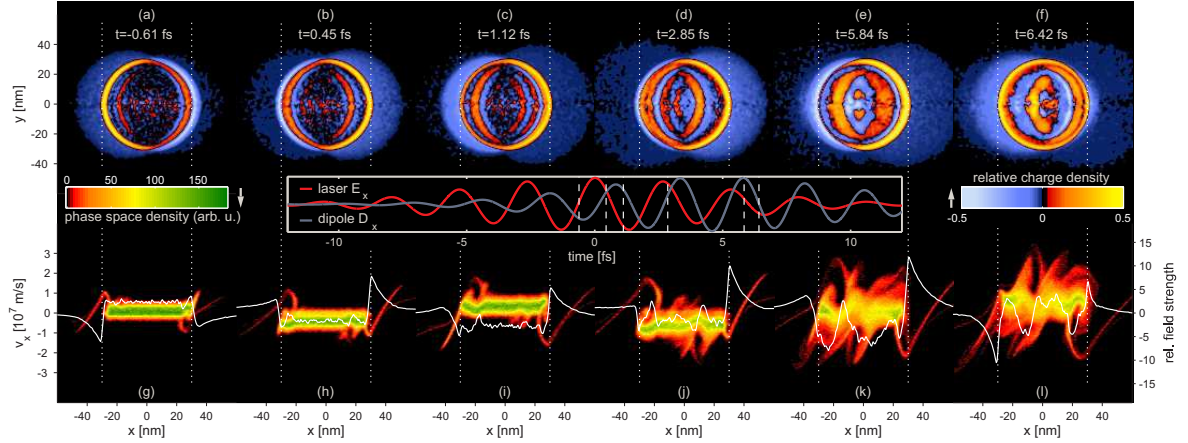 (a) (b) (c) (d) (e) (f)
t=-0.61 fs t=0.45 fs t=1.12 fs t=2.85 fs t=5.84 fs t=6.42 fs
y [nm]
40
20
0
-20
-40
0 50 100 150
phase space density (arb. u.)
laser E_x
dipole D_x
-10 -5 0 5 10
time [fs]
relative charge density
-0.5 0 0.5
v_x [10^7 m/s]
3
2
1
0
-1
-2
-3
15
10
5
0
-5
-10
-15
rel. field strength
(g) (h) (i) (j) (k) (l)
-40 -20 0 20 40 -40 -20 0 20 40 -40 -20 0 20 40 -40 -20 0 20 40 -40 -20 0 20 40 -40 -20 0 20 40
x [nm] x [nm] x [nm] x [nm] x [nm] x [nm]